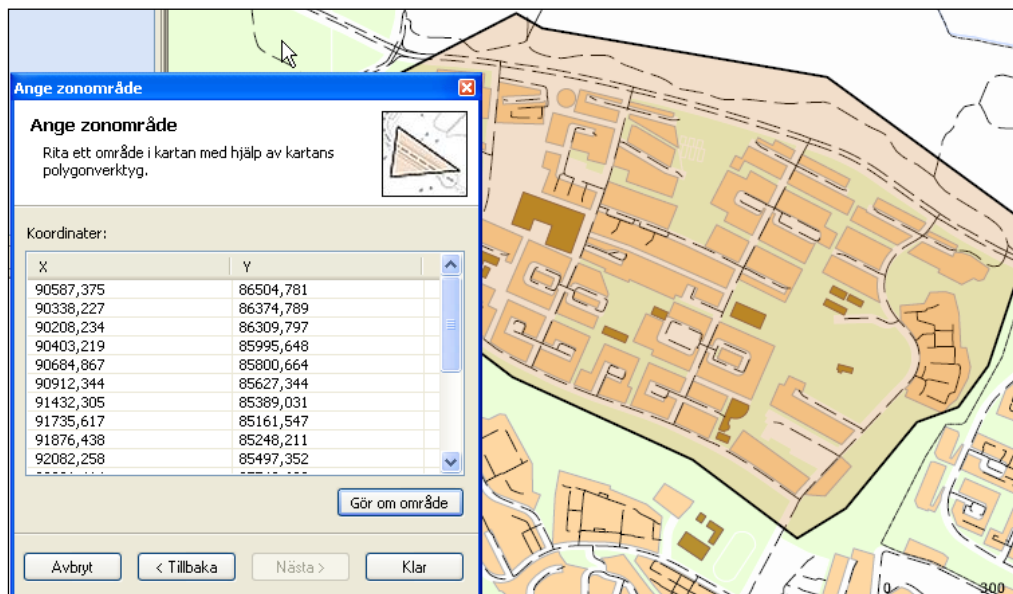 Ange zonområde
Ange zonområde
Rita ett område i kartan med hjälp av kartans
polygonverktyg.
Koordinater:
X Y
90587,375 86504,781
90338,227 86374,789
90208,234 86309,797
90403,219 85995,648
90684,867 85800,664
90912,344 85627,344
91432,305 85389,031
91735,617 85161,547
91876,438 85248,211
92082,258 85497,352
Gör om område
Avbryt < Tillbaka Nästa > Klar
0 300